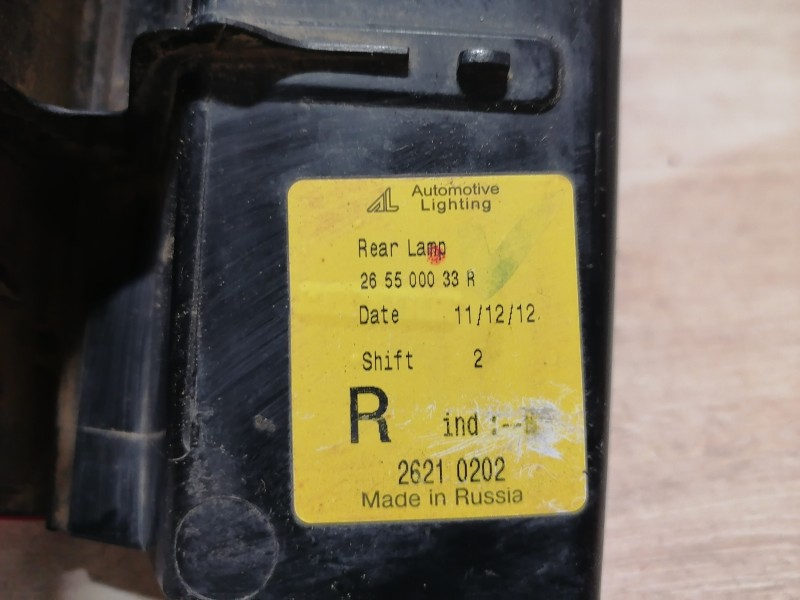 AL Automotive
Lighting
Rear Lamp
26 55 000 33 R
Date 11/12/12
Shift 2
R ind
2621 0202
Made in Russia